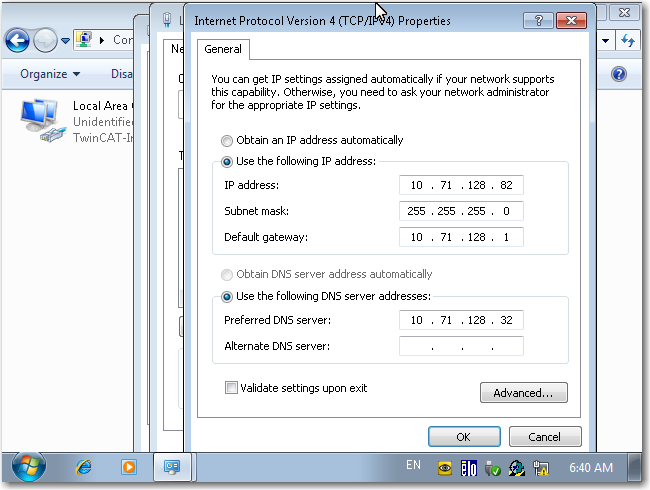 Internet Protocol Version 4 (TCP/IPv4) Properties
General
You can get IP settings assigned automatically if your network supports
this capability. Otherwise, you need to ask your network administrator
for the appropriate IP settings.
Obtain an IP address automatically
Use the following IP address:
IP address: 10 . 71 . 128 . 82
Subnet mask: 255 . 255 . 255 . 0
Default gateway: 10 . 71 . 128 . 1
Obtain DNS server address automatically
Use the following DNS server addresses:
Preferred DNS server: 10 . 71 . 128 . 32
Alternate DNS server: . . .
Validate settings upon exit
Advanced...
OK Cancel
L
Ne
C
T
Con
Organize Disa
Local Area C
Unidentified
TwinCAT-In
EN
6:40 AM